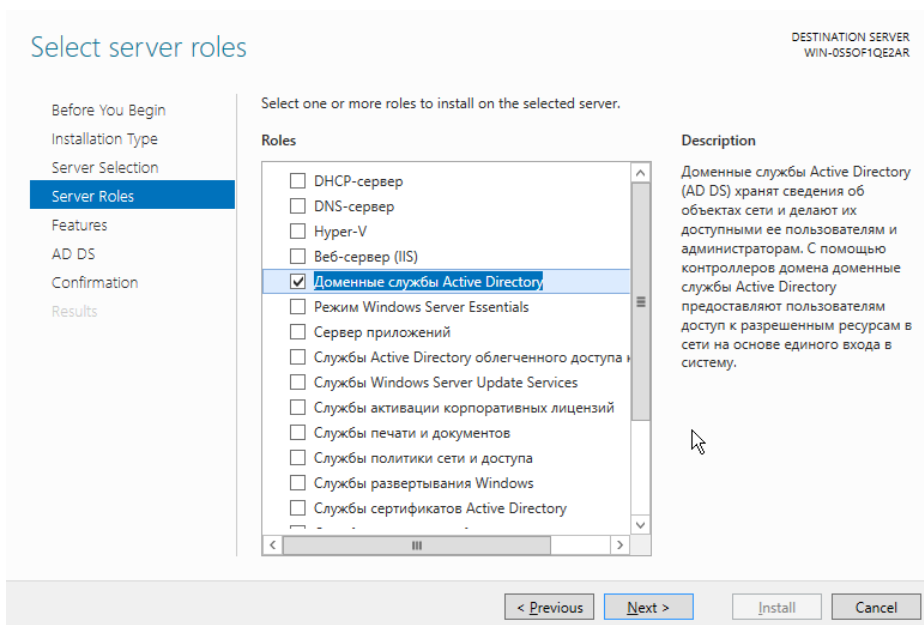 Select server roles
DESTINATION SERVER
WIN-0S5OF1QE2AR
Before You Begin
Installation Type
Server Selection
Server Roles
Features
AD DS
Confirmation
Results
Select one or more roles to install on the selected server.
Roles
DHCP-сервер
DNS-сервер
Hyper-V
Веб-сервер (IIS)
Доменные службы Active Directory
Режим Windows Server Essentials
Сервер приложений
Службы Active Directory облегченного доступа к
Службы Windows Server Update Services
Службы активации корпоративных лицензий
Службы печати и документов
Службы политики сети и доступа
Службы развертывания Windows
Службы сертификатов Active Directory
Description
Доменные службы Active Directory
(AD DS) хранят сведения об
объектах сети и делают их
доступными ее пользователям и
администраторам. С помощью
контроллеров домена доменные
службы Active Directory
предоставляют пользователям
доступ к разрешенным ресурсам в
сети на основе единого входа в
систему.
< Previous
Next >
Install
Cancel